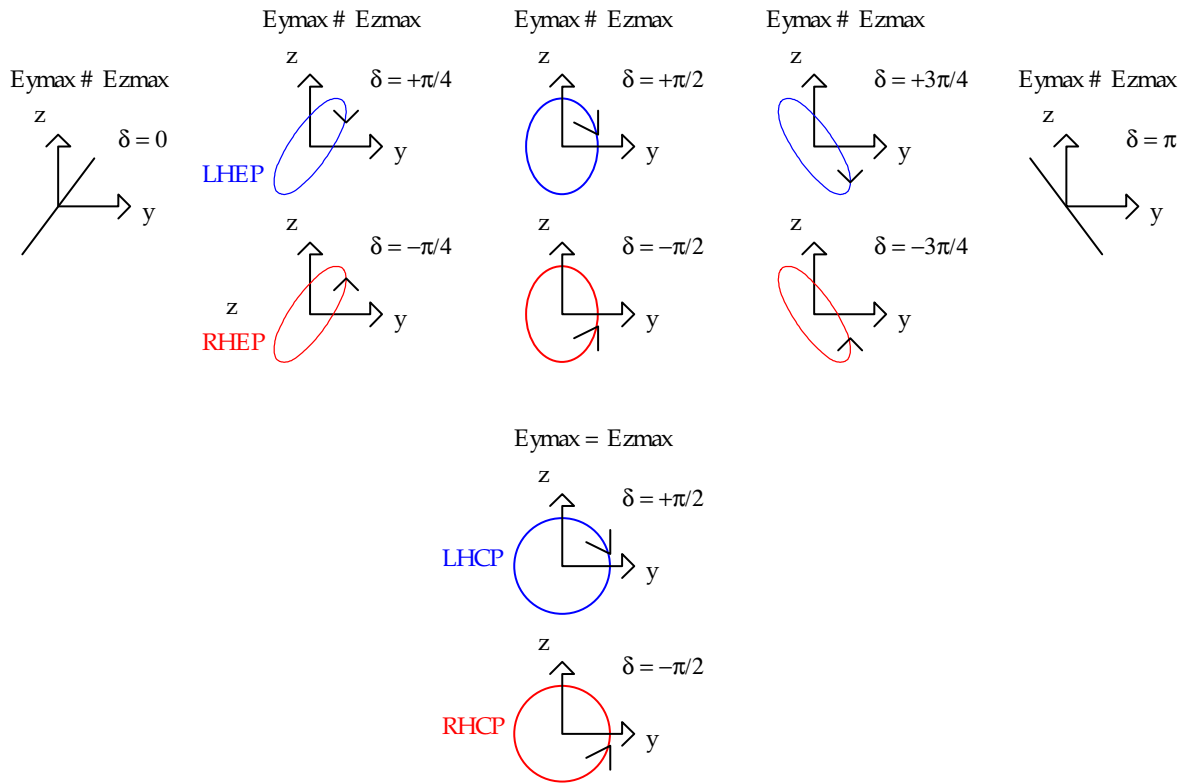 Eymax # Ezmax
Eymax # Ezmax
Eymax # Ezmax
z
δ = +π/4
z
δ = +π/2
z
δ = +3π/4
Eymax # Ezmax
Eymax # Ezmax
z
δ = 0
z
δ = π
y
y
y
LHEP
y
y
z
δ = −π/4
z
δ = −π/2
z
δ = −3π/4
z
y
y
y
RHEP
Eymax = Ezmax
z
δ = +π/2
LHCP
y
z
δ = −π/2
RHCP
y